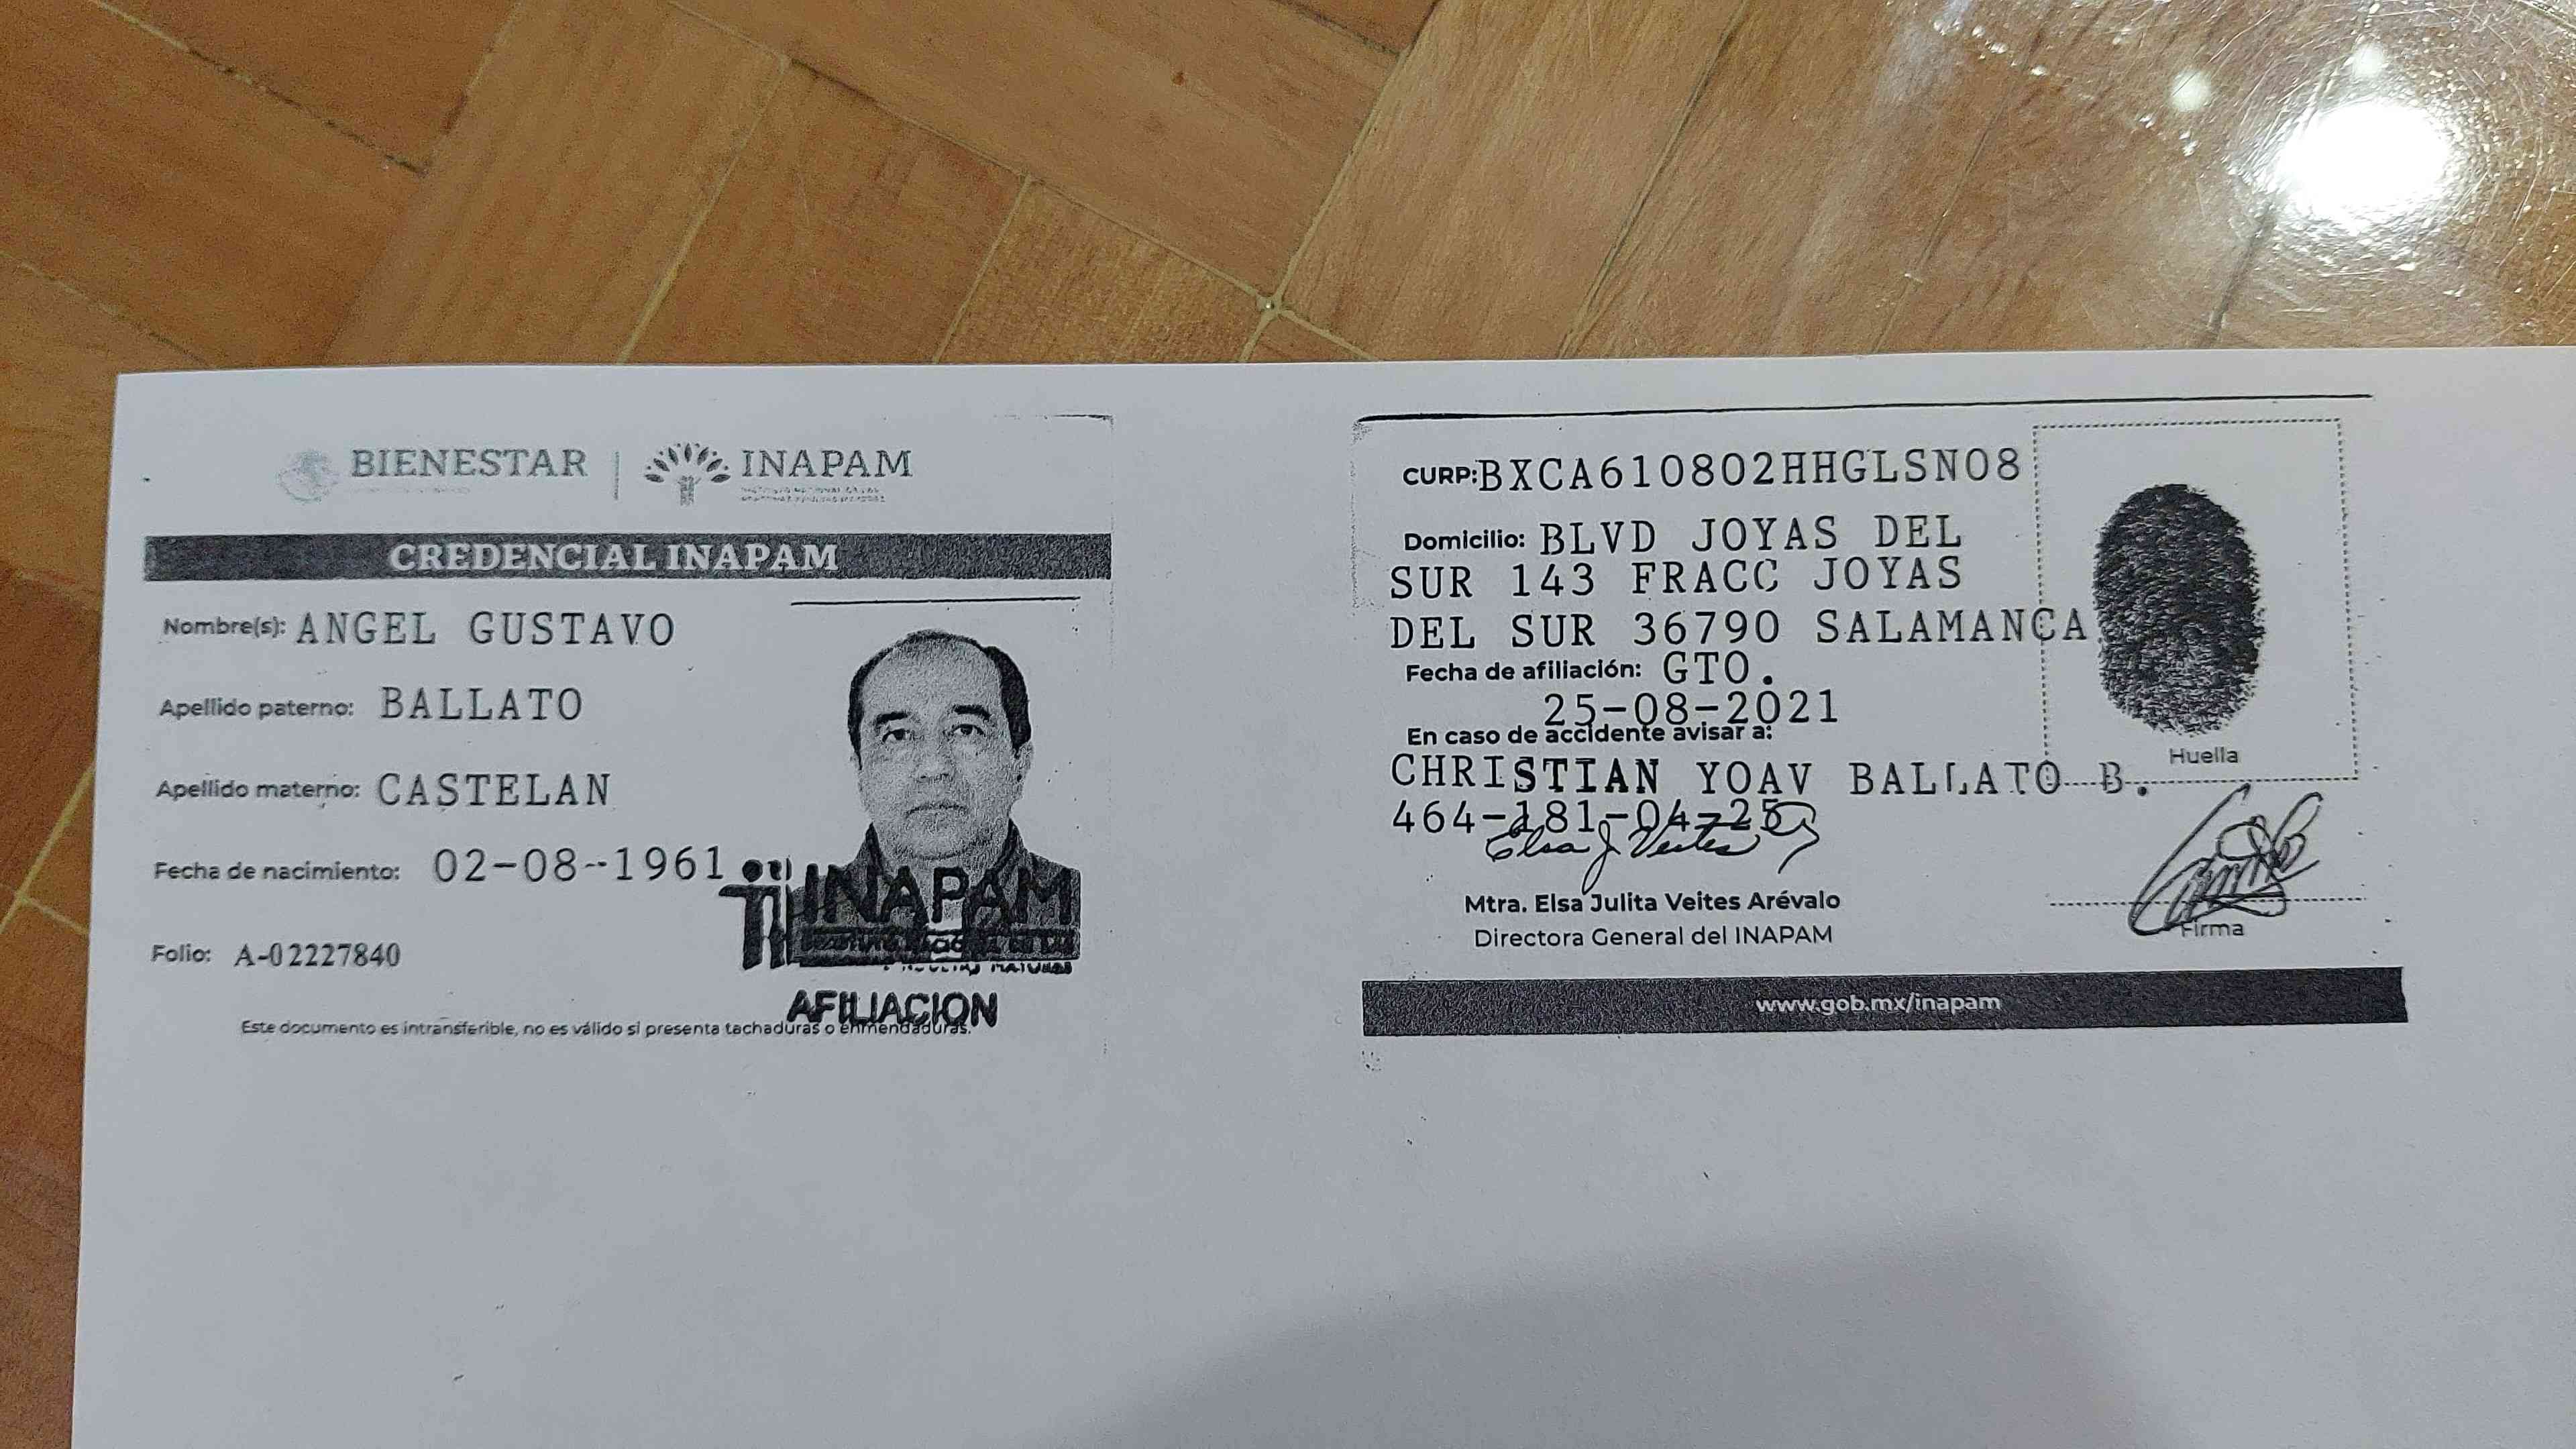 BIENESTAR | INAPAM
CREDENCIAL INAPAM
Nombre(s): ANGEL GUSTAVO
Apellido paterno: BALLATO
Apellido materno: CASTELAN
Fecha de nacimiento: 02-08-1961
Folio: A-02227840
INAPAM
AFILIACION
Este documento es intransferible, no es válido si presenta tachaduras o enmendaduras.
CURP: BXCA610802HHGLSN08
Domicilio: BLVD JOYAS DEL
SUR 143 FRACC JOYAS
DEL SUR 36790 SALAMANCA
Fecha de afiliación: GTO.
25-08-2021
En caso de accidente avisar a:
CHRISTIAN YOAV BALLATO B.
464-181-04-25
Huella
Elsa J Veites
Mtra. Elsa Julita Veites Arévalo
Directora General del INAPAM
Firma
www.gob.mx/inapam